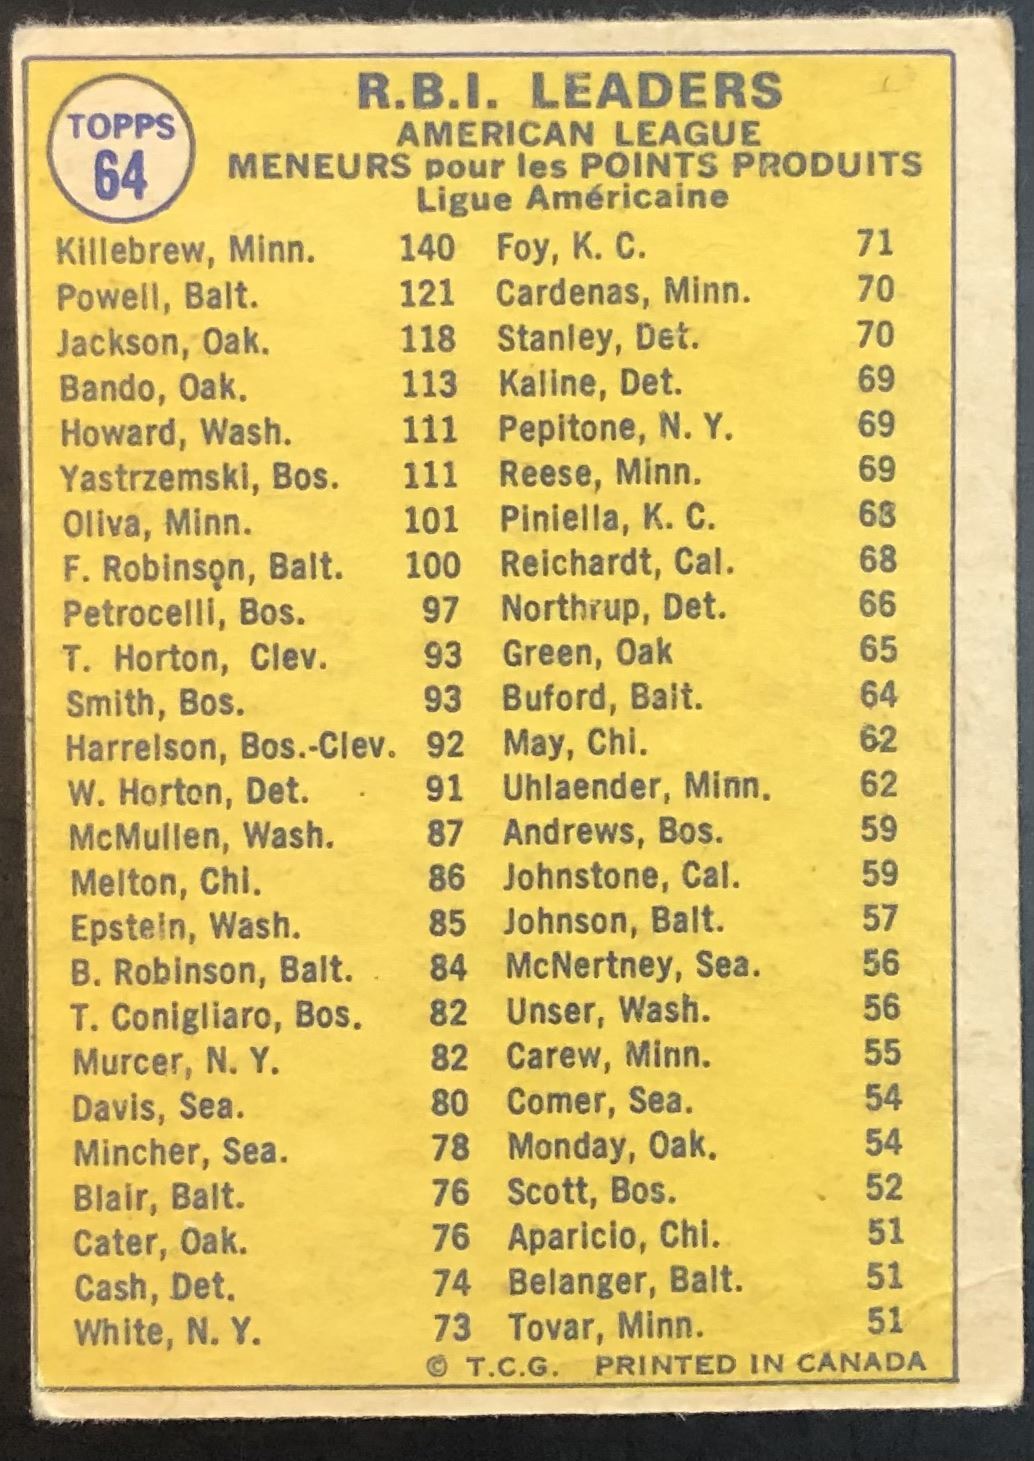 TOPPS
64
R.B.I. LEADERS
AMERICAN LEAGUE
MENEURS pour les POINTS PRODUITS
Ligue Américaine
Killebrew, Minn. 140
Powell, Balt. 121
Jackson, Oak. 118
Bando, Oak. 113
Howard, Wash. 111
Yastrzemski, Bos. 111
Oliva, Minn. 101
F. Robinson, Balt. 100
Petrocelli, Bos. 97
T. Horton, Clev. 93
Smith, Bos. 93
Harrelson, Bos.-Clev. 92
W. Horton, Det. 91
McMullen, Wash. 87
Melton, Chi. 86
Epstein, Wash. 85
B. Robinson, Balt. 84
T. Conigliaro, Bos. 82
Murcer, N. Y. 82
Davis, Sea. 80
Mincher, Sea. 78
Blair, Balt. 76
Cater, Oak. 76
Cash, Det. 74
White, N. Y. 73
Foy, K. C. 71
Cardenas, Minn. 70
Stanley, Det. 70
Kaline, Det. 69
Pepitone, N. Y. 69
Reese, Minn. 69
Piniella, K. C. 68
Reichardt, Cal. 68
Northrup, Det. 66
Green, Oak 65
Buford, Balt. 64
May, Chi. 62
Uhlaender, Minn. 62
Andrews, Bos. 59
Johnstone, Cal. 59
Johnson, Balt. 57
McNertney, Sea. 56
Unser, Wash. 56
Carew, Minn. 55
Comer, Sea. 54
Monday, Oak. 54
Scott, Bos. 52
Aparicio, Chi. 51
Belanger, Balt. 51
Tovar, Minn. 51
© T.C.G. PRINTED IN CANADA